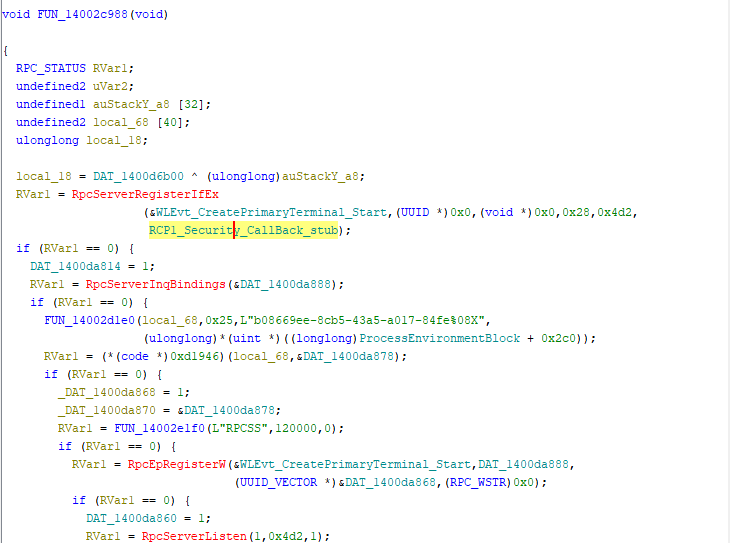 void FUN_14002c988(void)
{
RPC_STATUS RVar1;
undefined2 uVar2;
undefined1 auStackY_a8 [32];
undefined2 local_68 [40];
ulonglong local_18;
local_18 = DAT_1400d6b00 ^ (ulonglong)auStackY_a8;
RVar1 = RpcServerRegisterIfEx
(&WLEvt_CreatePrimaryTerminal_Start,(UUID *)0x0,(void *)0x0,0x28,0x4d2,
RCP1_Security_CallBack_stub);
if (RVar1 == 0) {
DAT_1400da814 = 1;
RVar1 = RpcServerInqBindings(&DAT_1400da888);
if (RVar1 == 0) {
FUN_14002d1e0(local_68,0x25,L"b08669ee-8cb5-43a5-a017-84fe%08X",
(ulonglong)*(uint *)((longlong)ProcessEnvironmentBlock + 0x2c0));
RVar1 = (*(code *)0xd1946)(local_68,&DAT_1400da878);
if (RVar1 == 0) {
_DAT_1400da868 = 1;
_DAT_1400da870 = &DAT_1400da878;
RVar1 = FUN_14002e1f0(L"RPCSS",120000,0);
if (RVar1 == 0) {
RVar1 = RpcEpRegisterW(&WLEvt_CreatePrimaryTerminal_Start,DAT_1400da888,
(UUID_VECTOR *)&DAT_1400da868,(RPC_WSTR)0x0);
if (RVar1 == 0) {
DAT_1400da860 = 1;
RVar1 = RpcServerListen(1,0x4d2,1);